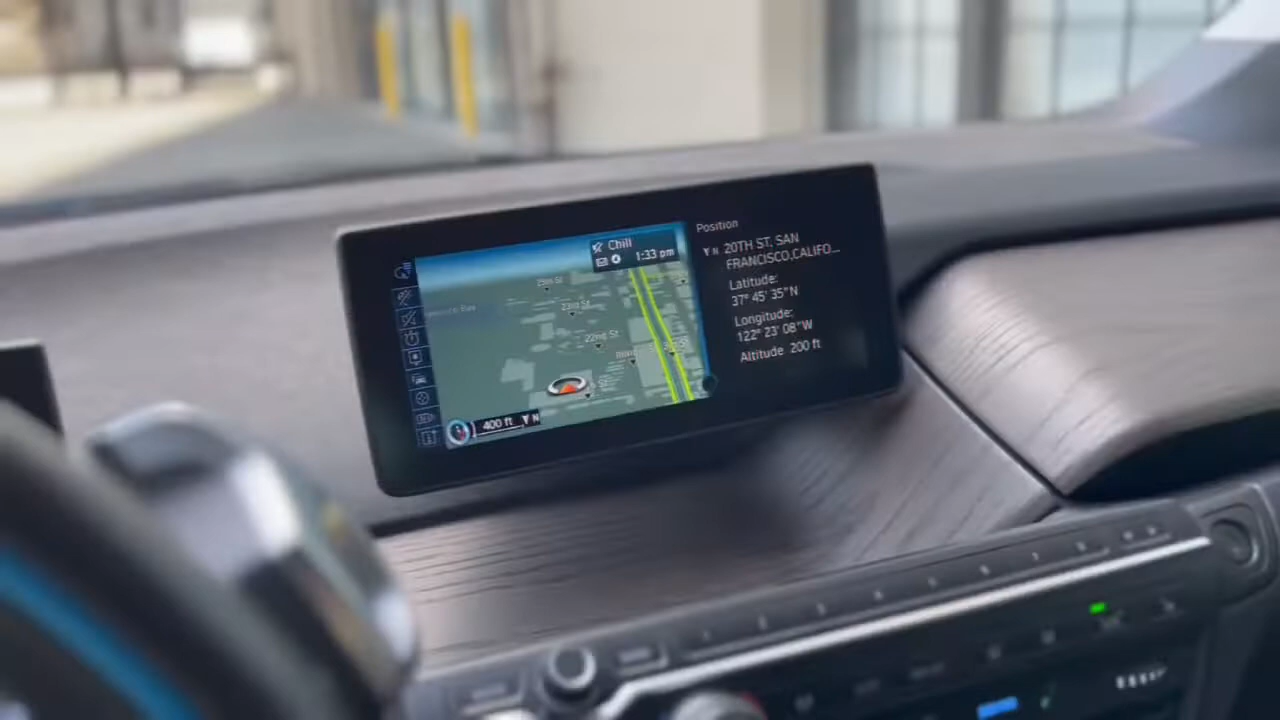 Chill
1:33 pm
23rd St
22nd St
400 ft
N
Position
N 20TH ST, SAN
FRANCISCO,CALIFO...
Latitude:
37° 45' 35"N
Longitude:
122° 23' 08"W
Altitude 200 ft